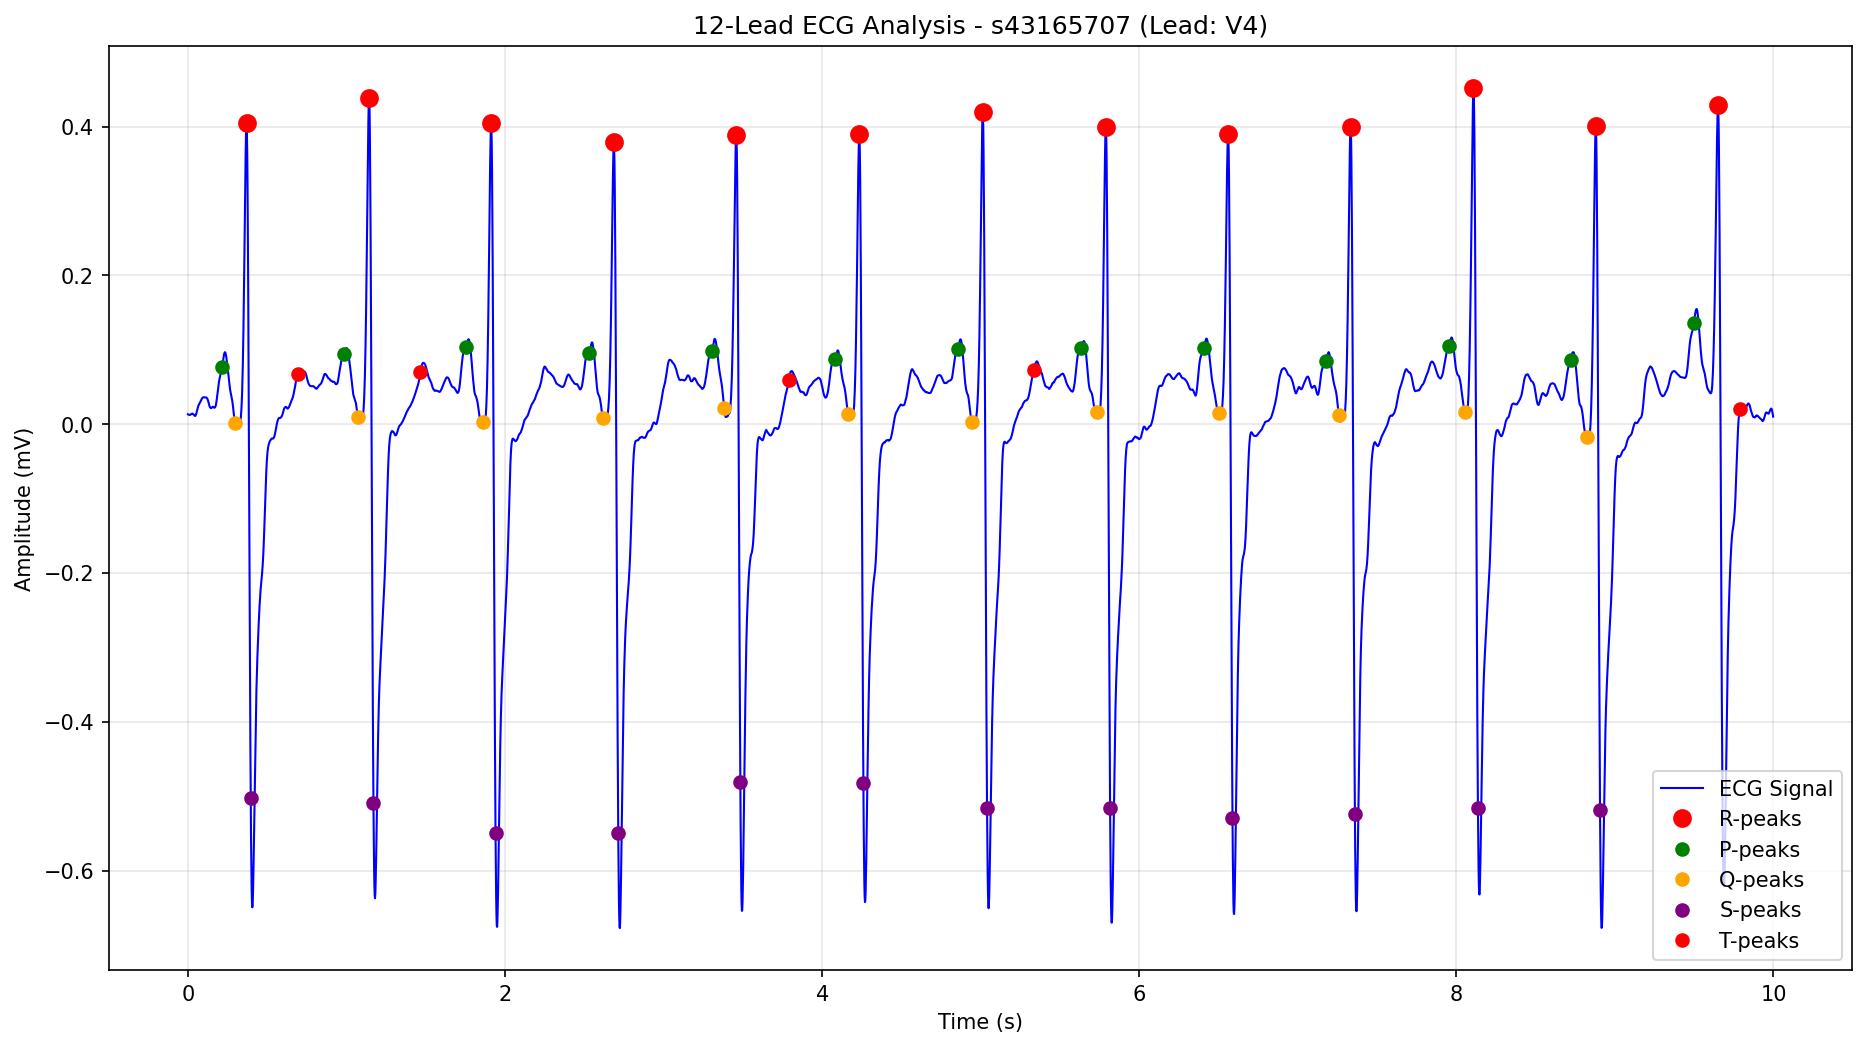 12-Lead ECG Analysis - s43165707 (Lead: V4)
Amplitude (mV)
0.4
0.2
0.0
−0.2
−0.4
−0.6
0 2 4 6 8 10
Time (s)
ECG Signal
R-peaks
P-peaks
Q-peaks
S-peaks
T-peaks